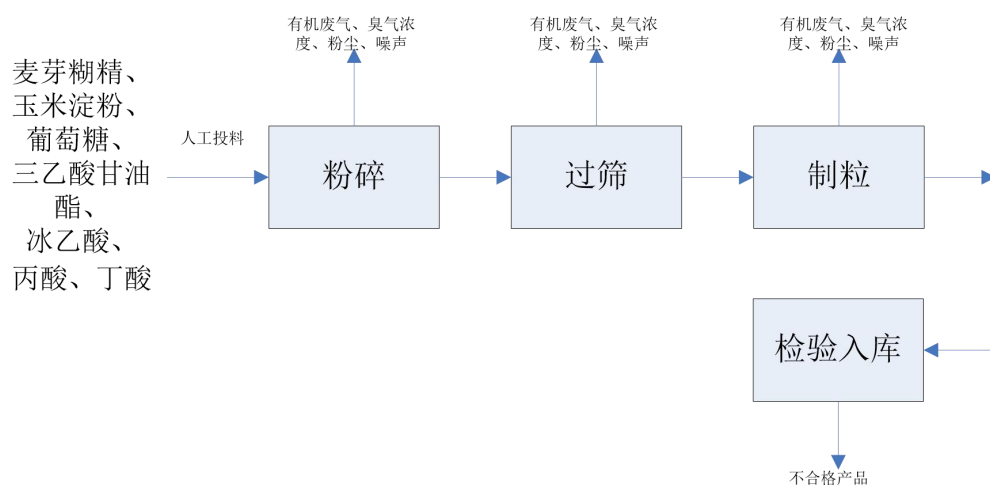 有机废气、臭气浓
度、粉尘、噪声
有机废气、臭气浓
度、粉尘、噪声
有机废气、臭气浓
度、粉尘、噪声
麦芽糊精、
玉米淀粉、
葡萄糖、
三乙酸甘油
酯、
冰乙酸、
丙酸、丁酸
人工投料
粉碎
过筛
制粒
检验入库
不合格产品